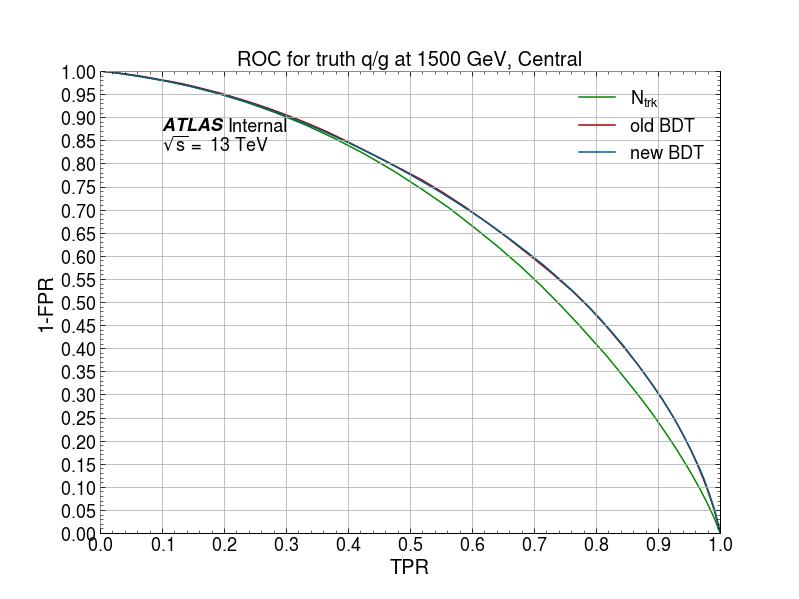 ROC for truth q/g at 1500 GeV, Central
1.00
0.95
0.90
0.85
0.80
0.75
0.70
0.65
0.60
0.55
0.50
0.45
0.40
0.35
0.30
0.25
0.20
0.15
0.10
0.05
0.00
1-FPR
ATLAS Internal
√s = 13 TeV
N_trk
old BDT
new BDT
0.0 0.1 0.2 0.3 0.4 0.5 0.6 0.7 0.8 0.9 1.0
TPR